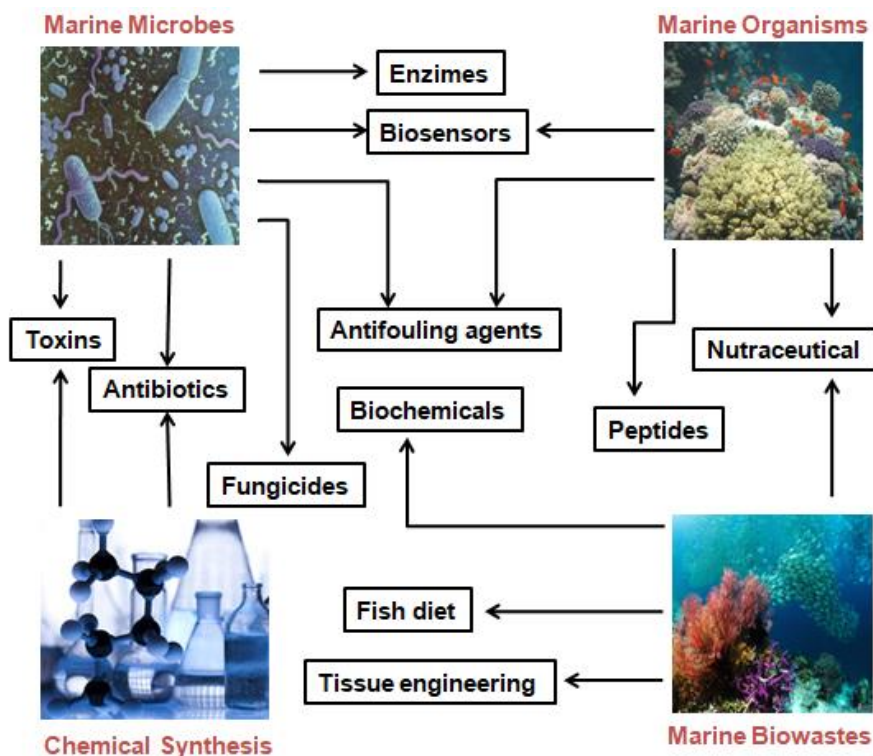 Marine Microbes
Marine Organisms
Enzimes
Biosensors
Antifouling agents
Toxins
Nutraceutical
Antibiotics
Biochemicals
Peptides
Fungicides
Fish diet
Tissue engineering
Chemical Synthesis
Marine Biowastes